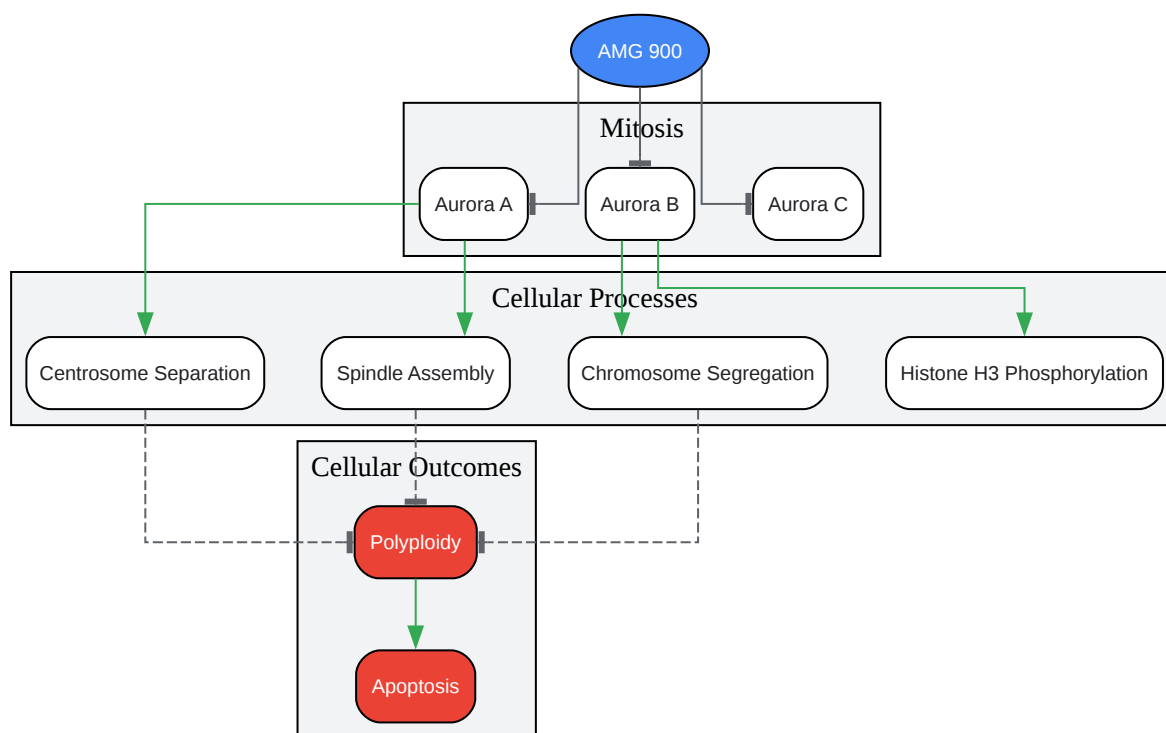 AMG 900
Mitosis
Aurora A
Aurora B
Aurora C
Cellular Processes
Centrosome Separation
Spindle Assembly
Chromosome Segregation
Histone H3 Phosphorylation
Cellular Outcomes
Polyploidy
Apoptosis